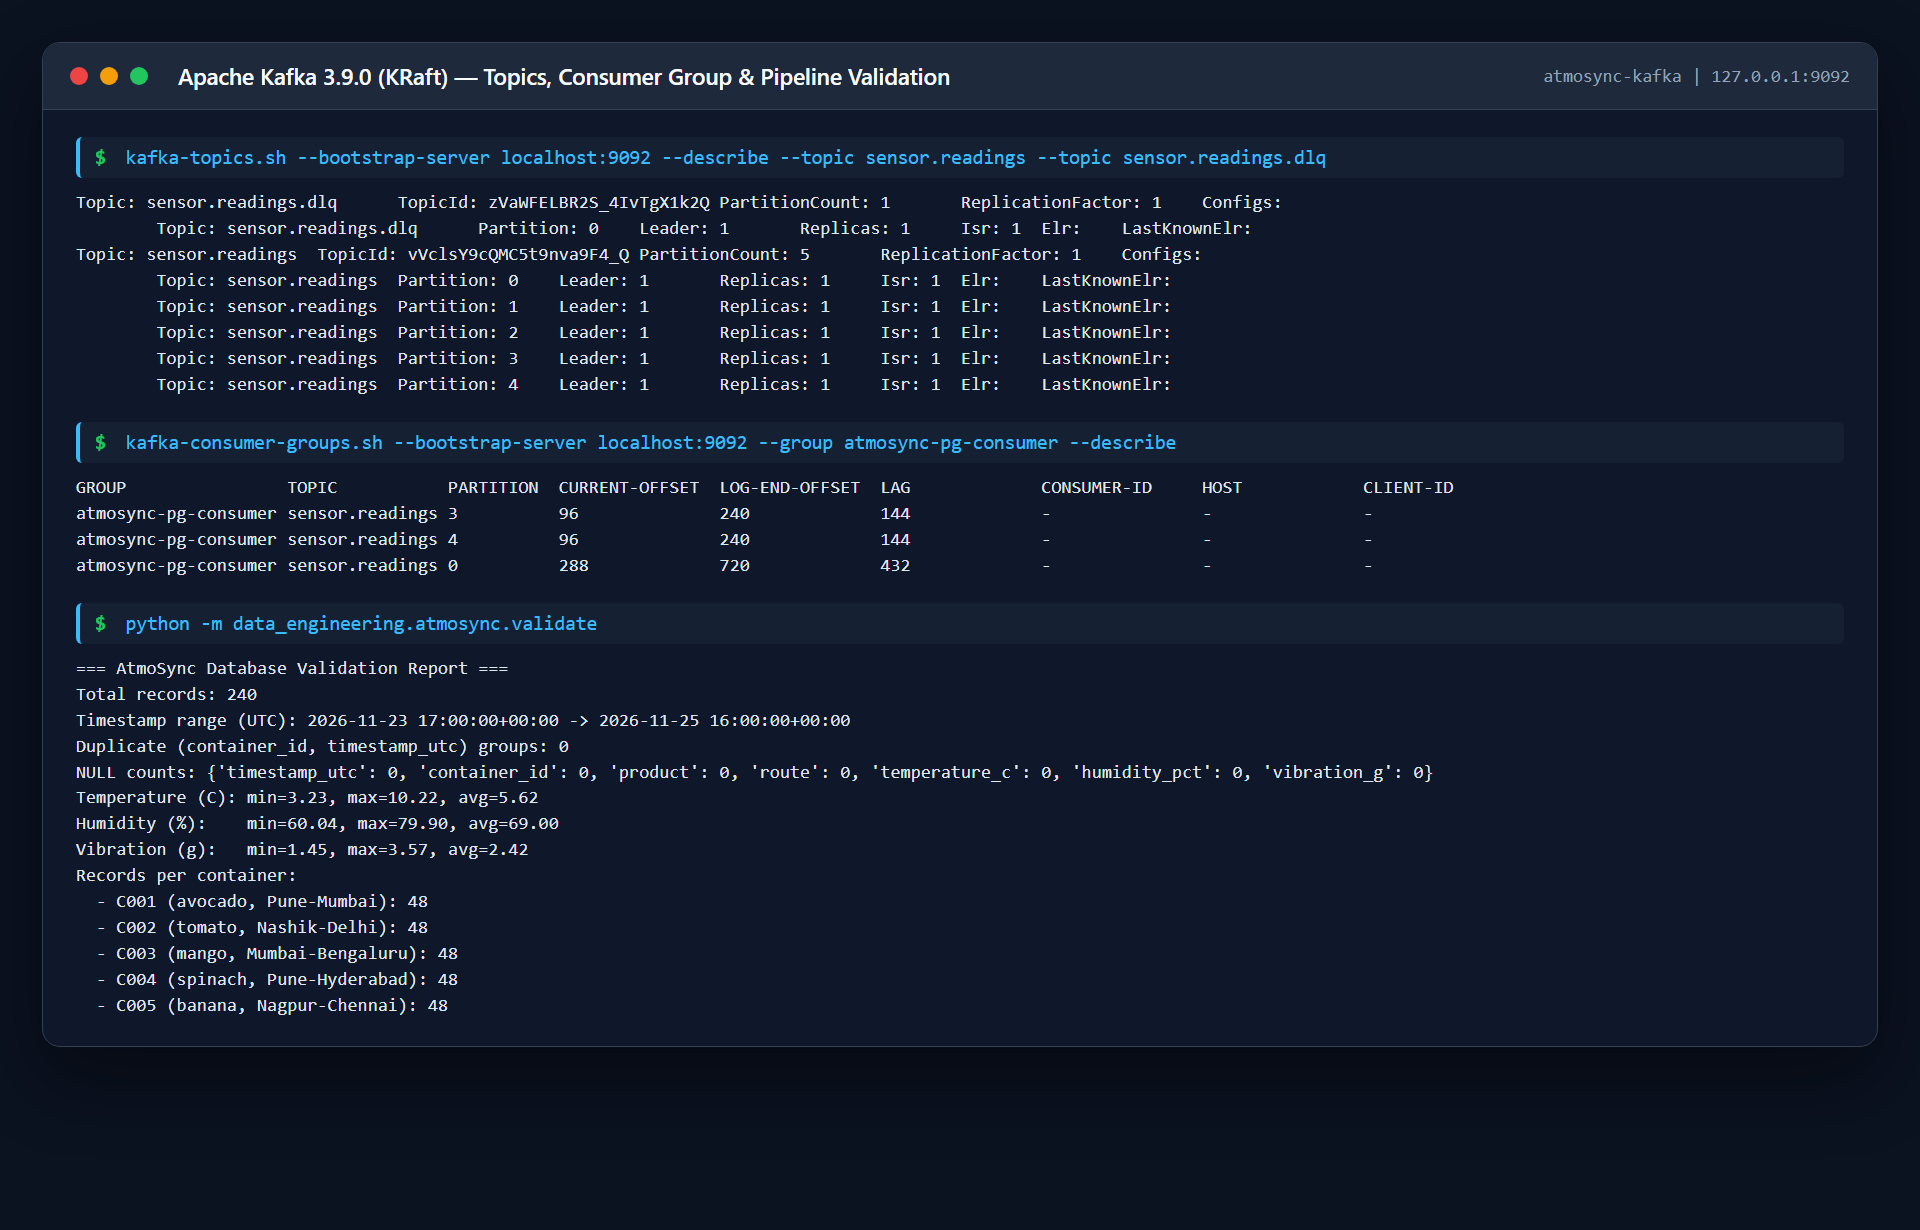 Apache Kafka 3.9.0 (KRaft) — Topics, Consumer Group & Pipeline Validation
atmosync-kafka | 127.0.0.1:9092
$ kafka-topics.sh --bootstrap-server localhost:9092 --describe --topic sensor.readings --topic sensor.readings.dlq
Topic: sensor.readings.dlq TopicId: zVaWFELBR2S_4IvTgX1k2Q PartitionCount: 1 ReplicationFactor: 1 Configs:
Topic: sensor.readings.dlq Partition: 0 Leader: 1 Replicas: 1 Isr: 1 Elr: LastKnownElr:
Topic: sensor.readings TopicId: vVclsY9cQMC5t9nva9F4_Q PartitionCount: 5 ReplicationFactor: 1 Configs:
Topic: sensor.readings Partition: 0 Leader: 1 Replicas: 1 Isr: 1 Elr: LastKnownElr:
Topic: sensor.readings Partition: 1 Leader: 1 Replicas: 1 Isr: 1 Elr: LastKnownElr:
Topic: sensor.readings Partition: 2 Leader: 1 Replicas: 1 Isr: 1 Elr: LastKnownElr:
Topic: sensor.readings Partition: 3 Leader: 1 Replicas: 1 Isr: 1 Elr: LastKnownElr:
Topic: sensor.readings Partition: 4 Leader: 1 Replicas: 1 Isr: 1 Elr: LastKnownElr:
$ kafka-consumer-groups.sh --bootstrap-server localhost:9092 --group atmosync-pg-consumer --describe
GROUP TOPIC PARTITION CURRENT-OFFSET LOG-END-OFFSET LAG CONSUMER-ID HOST CLIENT-ID
atmosync-pg-consumer sensor.readings 3 96 240 144 - - -
atmosync-pg-consumer sensor.readings 4 96 240 144 - - -
atmosync-pg-consumer sensor.readings 0 288 720 432 - - -
$ python -m data_engineering.atmosync.validate
=== AtmoSync Database Validation Report ===
Total records: 240
Timestamp range (UTC): 2026-11-23 17:00:00+00:00 -> 2026-11-25 16:00:00+00:00
Duplicate (container_id, timestamp_utc) groups: 0
NULL counts: {'timestamp_utc': 0, 'container_id': 0, 'product': 0, 'route': 0, 'temperature_c': 0, 'humidity_pct': 0, 'vibration_g': 0}
Temperature (C): min=3.23, max=10.22, avg=5.62
Humidity (%): min=60.04, max=79.90, avg=69.00
Vibration (g): min=1.45, max=3.57, avg=2.42
Records per container:
- C001 (avocado, Pune-Mumbai): 48
- C002 (tomato, Nashik-Delhi): 48
- C003 (mango, Mumbai-Bengaluru): 48
- C004 (spinach, Pune-Hyderabad): 48
- C005 (banana, Nagpur-Chennai): 48